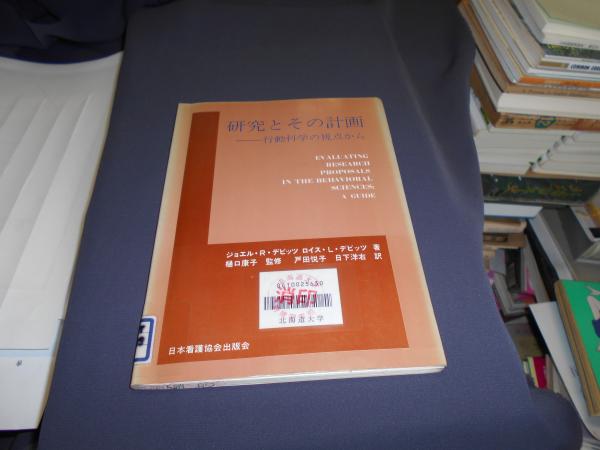 研究とその計画
——行動科学の視点から
EVALUATING
RESEARCH
PROPOSALS
IN THE BEHAVIORAL
SCIENCES:
A GUIDE
ジョエル・R・デビッツ ロイス・L・デビッツ 著
樋口康子 監修 戸田悦子 日下洋右 訳
消印
北海道大学
日本看護協会出版会